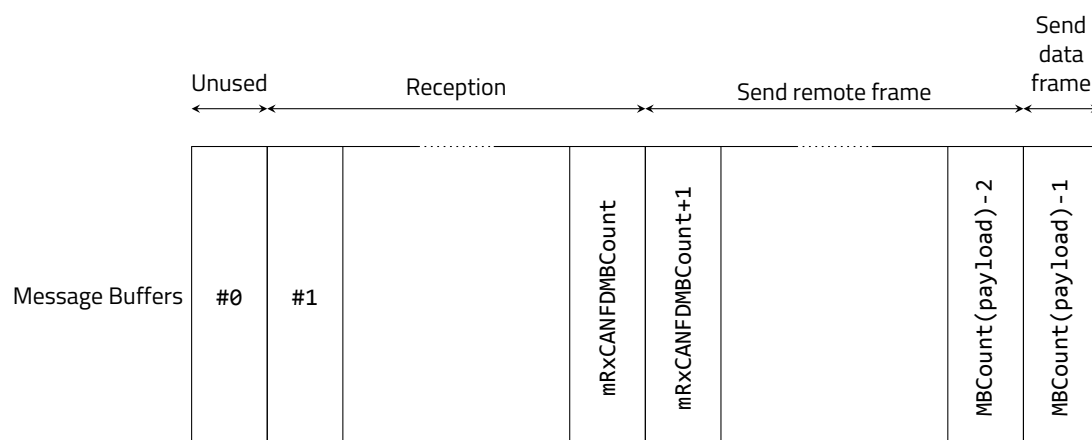 Send
data
frame
Unused
Reception
Send remote frame
Message Buffers
#0
#1
mRxCANFDMBCount
mRxCANFDMBCount+1
MBCount(payload)-2
MBCount(payload)-1